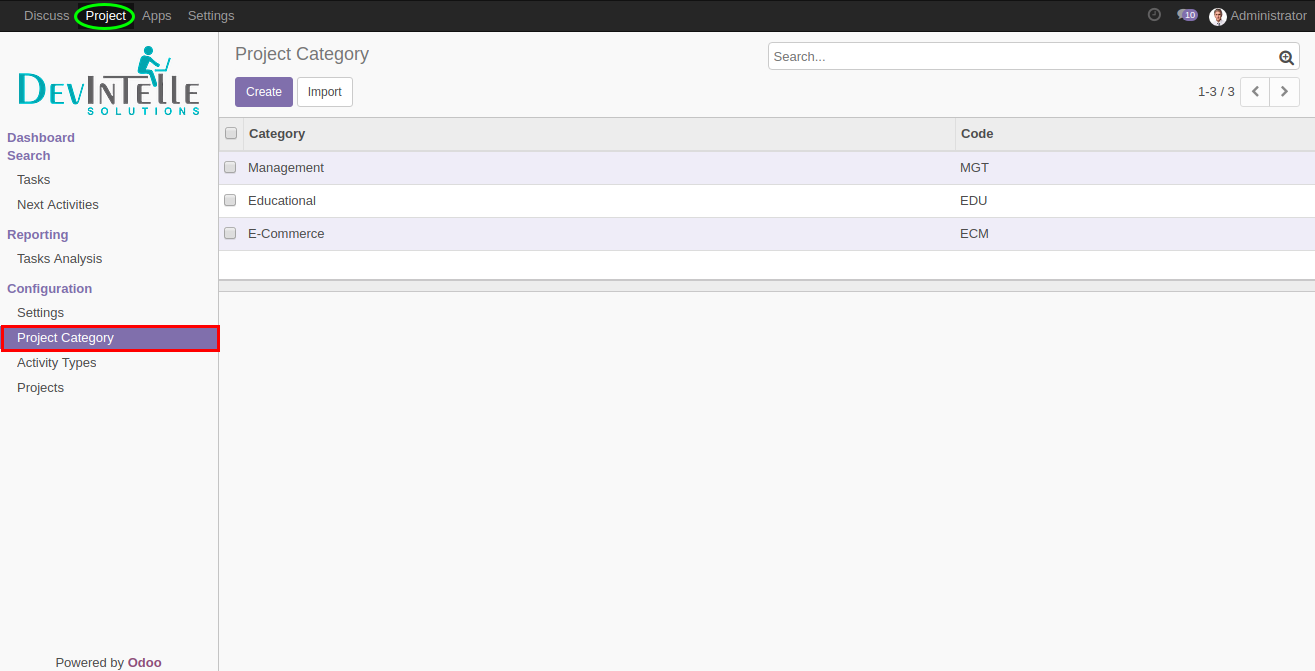 Discuss Project Apps Settings 10 Administrator
DEVINTELLE
SOLUTIONS
Dashboard
Search
Tasks
Next Activities
Reporting
Tasks Analysis
Configuration
Settings
Project Category
Activity Types
Projects
Powered by Odoo
Project Category
Search...
Create Import
1-3 / 3
Category Code
Management MGT
Educational EDU
E-Commerce ECM